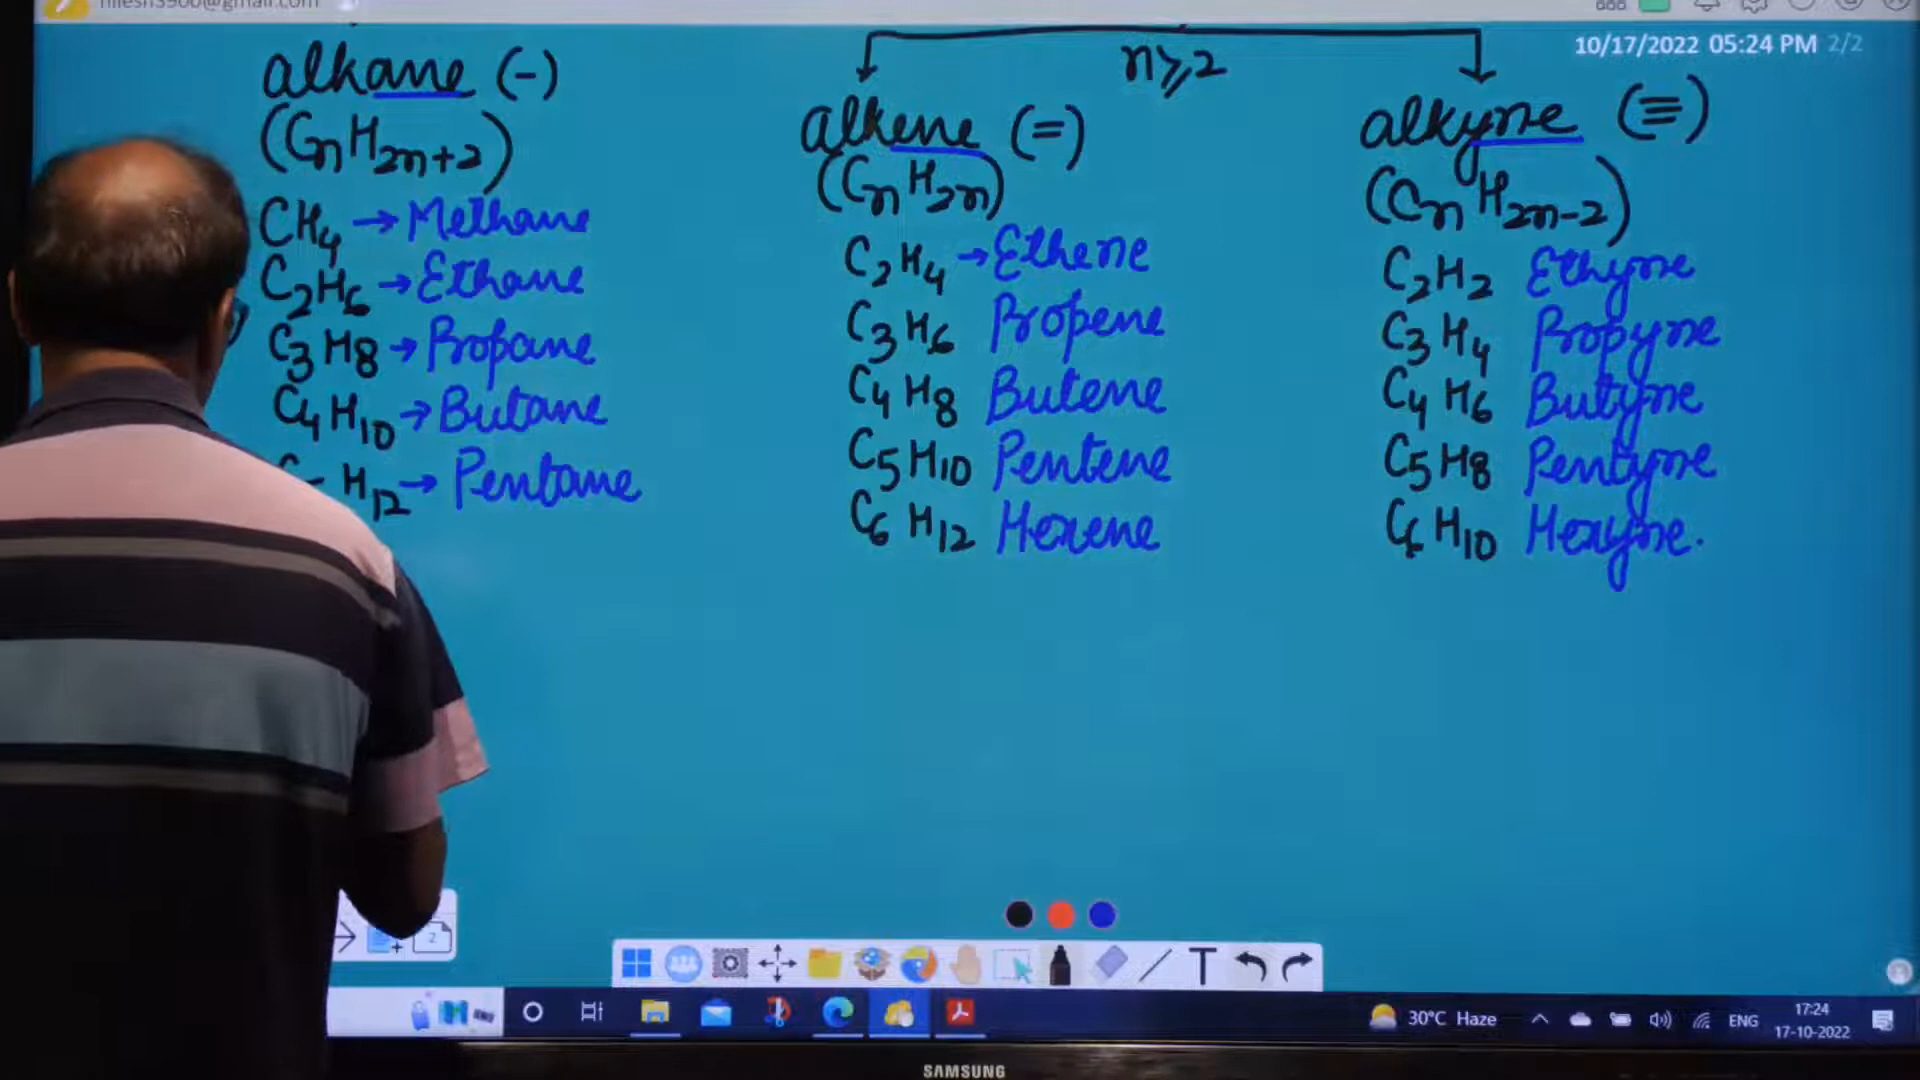 10/17/2022 05:24 PM 2/2
n⩾2
alkane (-)
(CnH2n+2)
CH4 → Methane
C2H6 → Ethane
C3H8 → Propane
C4H10 → Butane
H12 → Pentane
alkene (=)
(CnH2n)
C2H4 → Ethene
C3H6 Propene
C4H8 Butene
C5H10 Pentene
C6H12 Hexene
alkyne (≡)
(CnH2n-2)
C2H2 Ethyne
C3H4 Propyne
C4H6 Butyne
C5H8 Pentyne
C6H10 Hexyne.
2
T
30°C Haze
ENG
17:24
17-10-2022
SAMSUNG